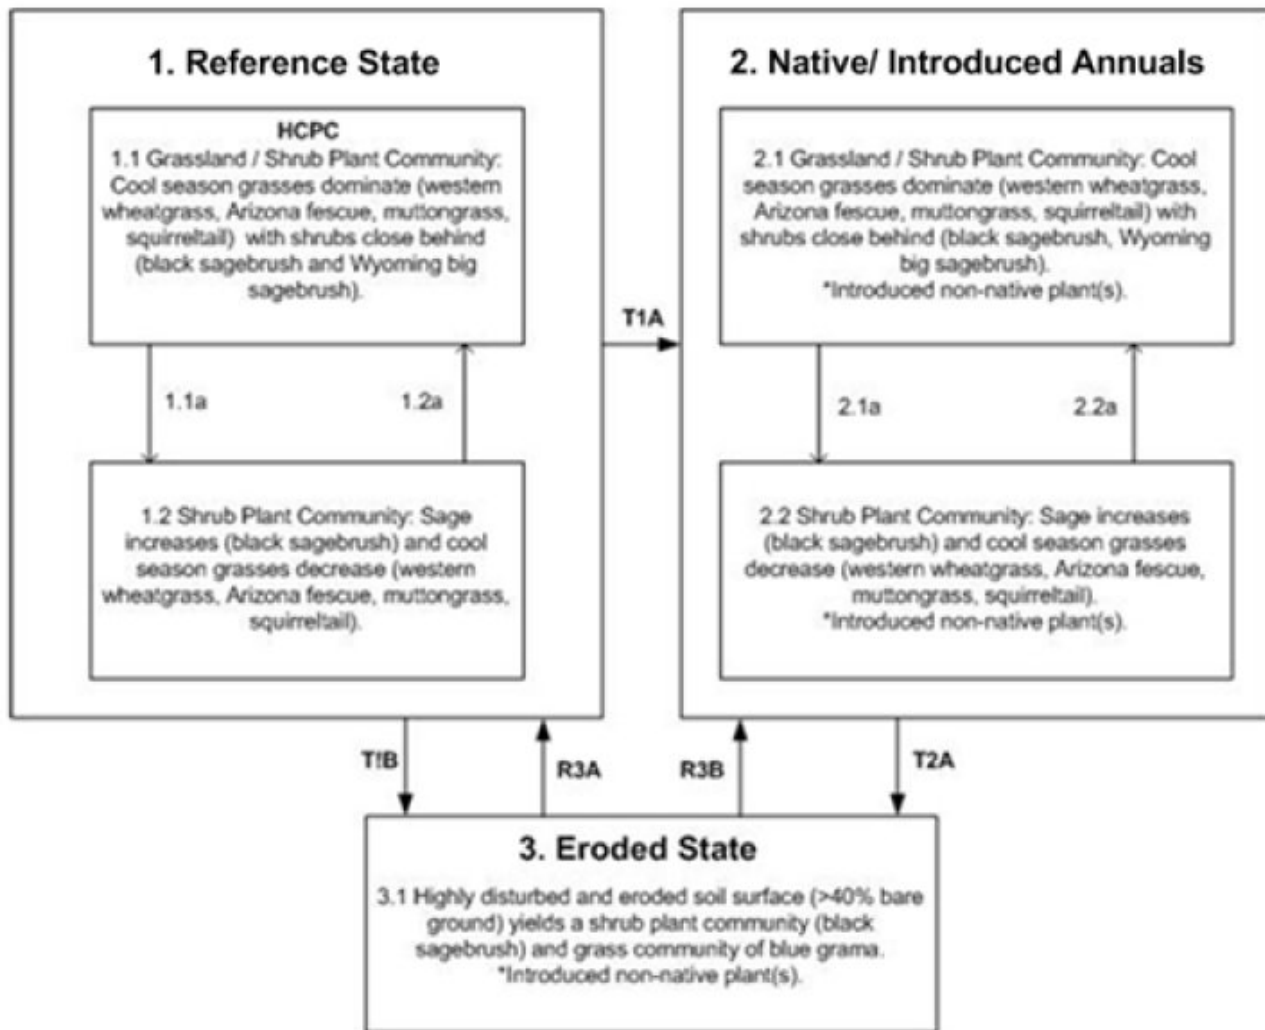 1. Reference State
HCPC
1.1 Grassland / Shrub Plant Community:
Cool season grasses dominate (western
wheatgrass, Arizona fescue, muttongrass,
squirreltail) with shrubs close behind
(black sagebrush and Wyoming big
sagebrush).
1.1a
1.2a
1.2 Shrub Plant Community: Sage
increases (black sagebrush) and cool
season grasses decrease (western
wheatgrass, Arizona fescue, muttongrass,
squirreltail).
T1A
2. Native/ Introduced Annuals
2.1 Grassland / Shrub Plant Community: Cool
season grasses dominate (western wheatgrass,
Arizona fescue, muttongrass, squirreltail) with
shrubs close behind (black sagebrush, Wyoming
big sagebrush).
*Introduced non-native plant(s).
2.1a
2.2a
2.2 Shrub Plant Community: Sage increases
(black sagebrush) and cool season grasses
decrease (western wheatgrass, Arizona fescue,
muttongrass, squirreltail).
*Introduced non-native plant(s).
T!B
R3A
R3B
T2A
3. Eroded State
3.1 Highly disturbed and eroded soil surface (>40% bare
ground) yields a shrub plant community (black
sagebrush) and grass community of blue grama.
*Introduced non-native plant(s).